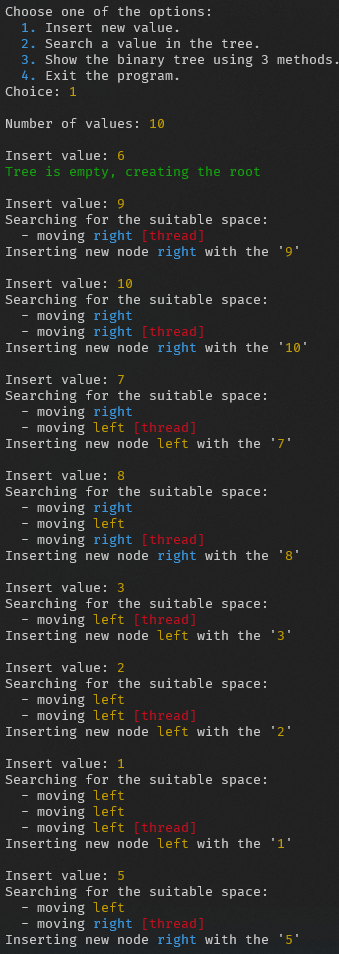 Choose one of the options:
  1. Insert new value.
  2. Search a value in the tree.
  3. Show the binary tree using 3 methods.
  4. Exit the program.
Choice: 1

Number of values: 10

Insert value: 6
Tree is empty, creating the root

Insert value: 9
Searching for the suitable space:
  - moving right [thread]
Inserting new node right with the '9'

Insert value: 10
Searching for the suitable space:
  - moving right
  - moving right [thread]
Inserting new node right with the '10'

Insert value: 7
Searching for the suitable space:
  - moving right
  - moving left [thread]
Inserting new node left with the '7'

Insert value: 8
Searching for the suitable space:
  - moving right
  - moving left
  - moving right [thread]
Inserting new node right with the '8'

Insert value: 3
Searching for the suitable space:
  - moving left [thread]
Inserting new node left with the '3'

Insert value: 2
Searching for the suitable space:
  - moving left
  - moving left [thread]
Inserting new node left with the '2'

Insert value: 1
Searching for the suitable space:
  - moving left
  - moving left
  - moving left [thread]
Inserting new node left with the '1'

Insert value: 5
Searching for the suitable space:
  - moving left
  - moving right [thread]
Inserting new node right with the '5'